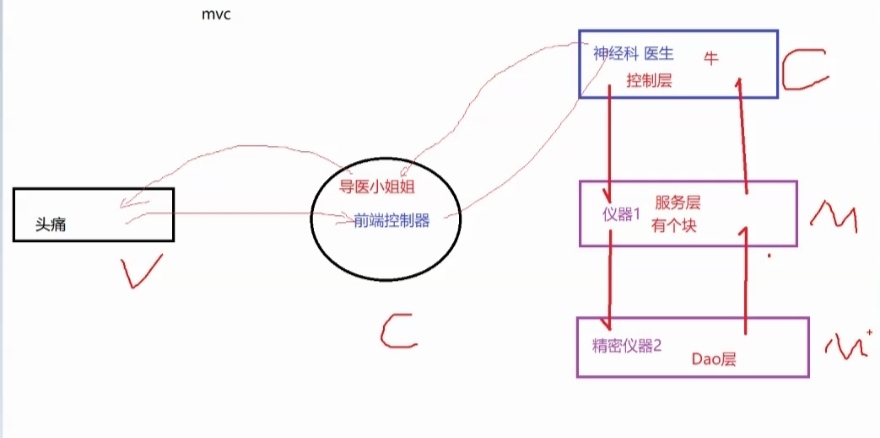 mvc
神经科 医生 牛
控制层
C
导医小姐姐
前端控制器
C
头痛
V
仪器1 服务层
有个块
M
精密仪器2
Dao层
M+